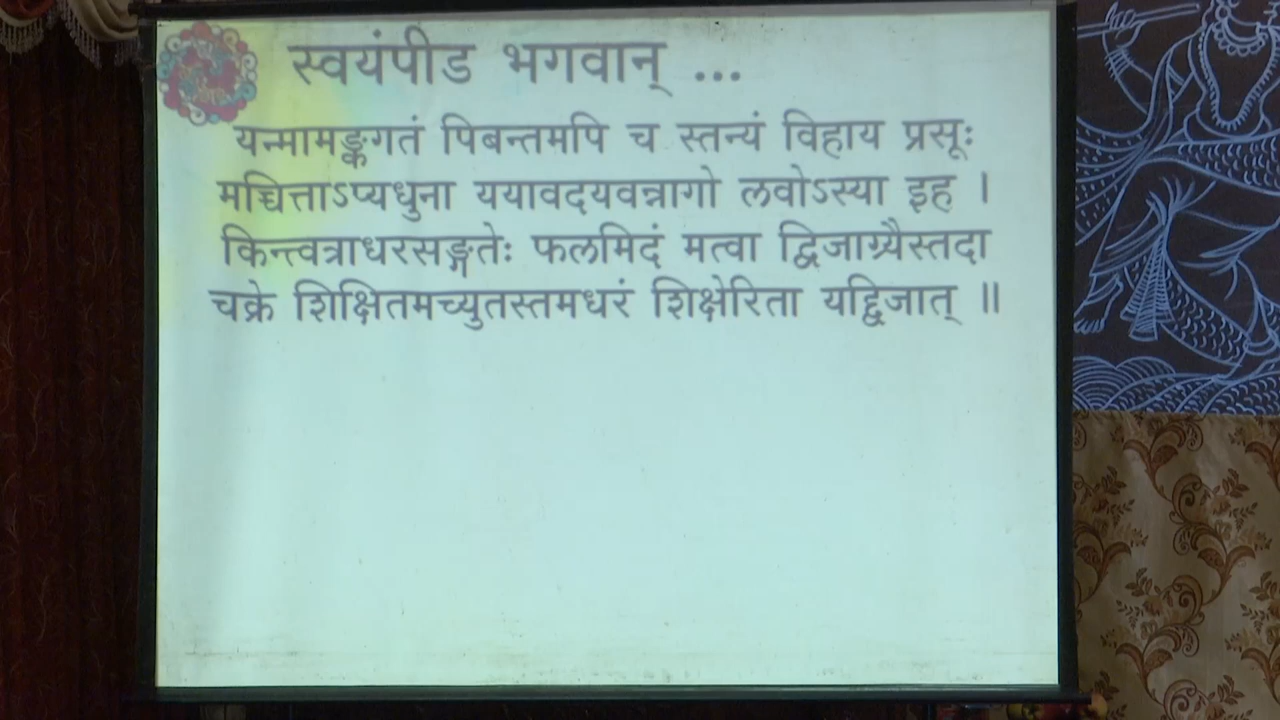 स्वयंपीड भगवान् ...
यन्मामङ्कगतं पिबन्तमपि च स्तन्यं विहाय प्रसूः
मच्चित्ताऽप्यधुना ययावदयवन्नागो लवोऽस्या इह ।
किन्त्वत्राधरसङ्गतेः फलमिदं मत्वा द्विजाग्र्यैस्तदा
चक्रे शिक्षितमच्युतस्तमधरं शिक्षेरिता यद्द्विजात् ॥